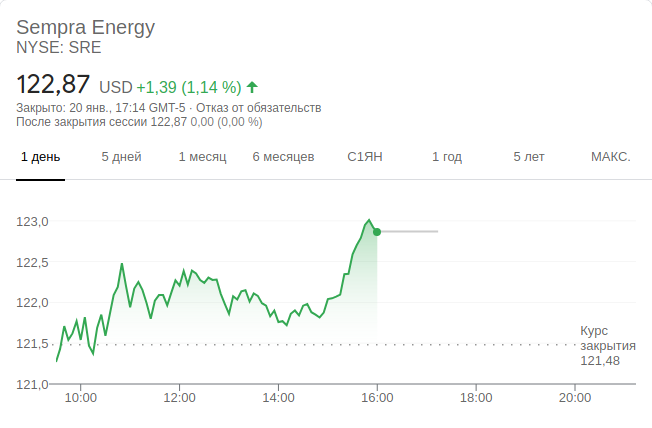 Sempra Energy
NYSE: SRE
122,87 USD +1,39 (1,14 %)
Закрыто: 20 янв., 17:14 GMT-5 · Отказ от обязательств
После закрытия сессии 122,87 0,00 (0,00 %)
1 день 5 дней 1 месяц 6 месяцев С1ЯН 1 год 5 лет МАКС.
123,0
122,5
122,0
121,5
121,0
Курс
закрытия
121,48
10:00 12:00 14:00 16:00 18:00 20:00